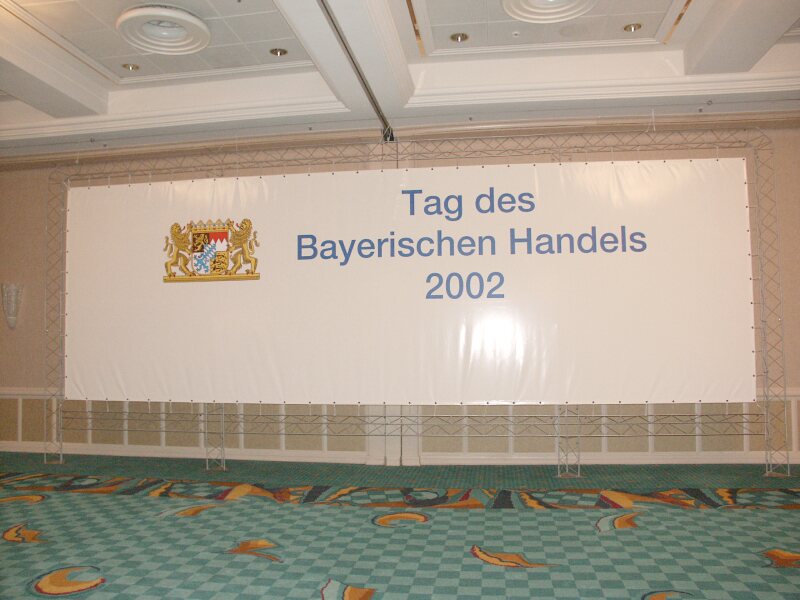 Tag des
Bayerischen Handels
2002